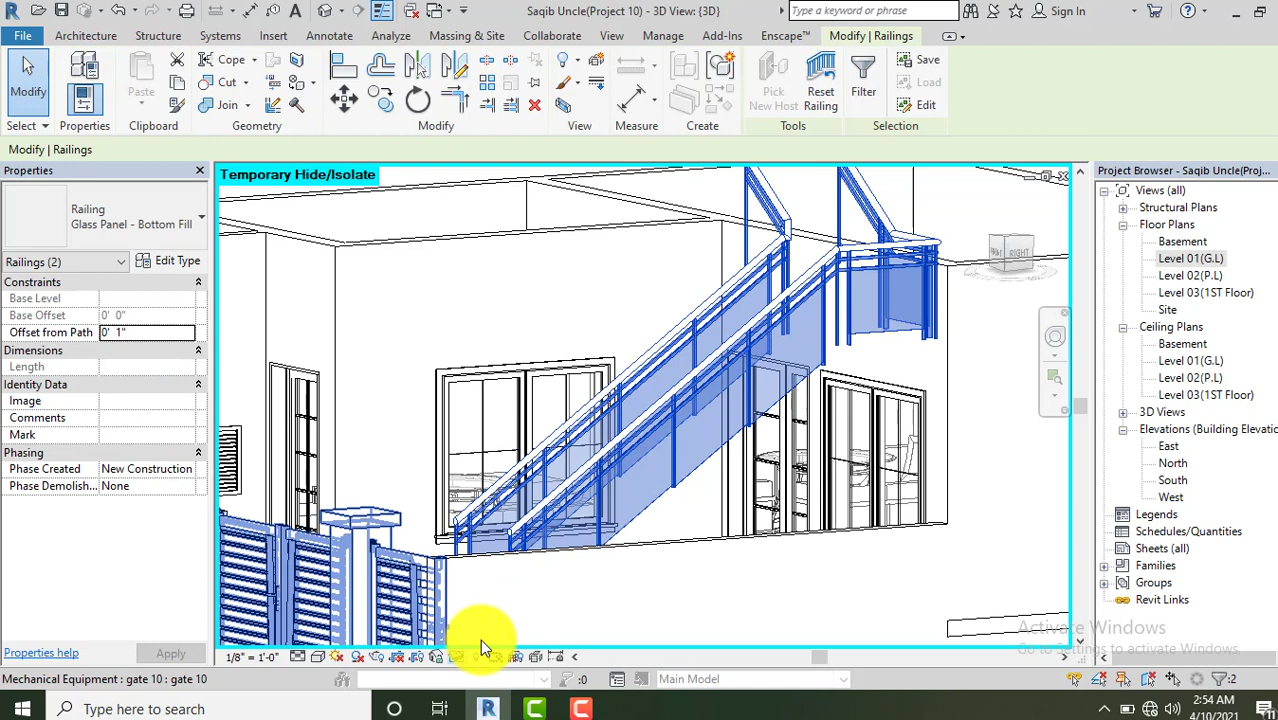 Saqib Uncle(Project 10) - 3D View: {3D}
Type a keyword or phrase
Sign In
File
Architecture
Structure
Systems
Insert
Annotate
Analyze
Massing & Site
Collaborate
View
Manage
Add-Ins
Enscape™
Modify | Railings
Modify
Paste
Cope
Cut
Join
Pick
New Host
Reset
Railing
Filter
Save
Load
Edit
Select
Properties
Clipboard
Geometry
Modify
View
Measure
Create
Tools
Selection
Modify | Railings
Properties
Railing
Glass Panel - Bottom Fill
Railings (2)
Edit Type
Constraints
Base Level
Base Offset 0' 0"
Offset from Path 0' 1"
Dimensions
Length
Identity Data
Image
Comments
Mark
Phasing
Phase Created New Construction
Phase Demolish... None
Properties help
Apply
Temporary Hide/Isolate
FRONT
RIGHT
1/8" = 1'-0"
Project Browser - Saqib Uncle(Proj...
Views (all)
Structural Plans
Floor Plans
Basement
Level 01(G.L)
Level 02(P.L)
Level 03(1ST Floor)
Site
Ceiling Plans
Basement
Level 01(G.L)
Level 02(P.L)
Level 03(1ST Floor)
3D Views
Elevations (Building Elevatio
East
North
South
West
Legends
Schedules/Quantities
Sheets (all)
Families
Groups
Revit Links
Activate Windows
Go to Settings to activate Windows.
Mechanical Equipment : gate 10 : gate 10
:0
Main Model
:2
Type here to search
2:54 AM
4/10/2021